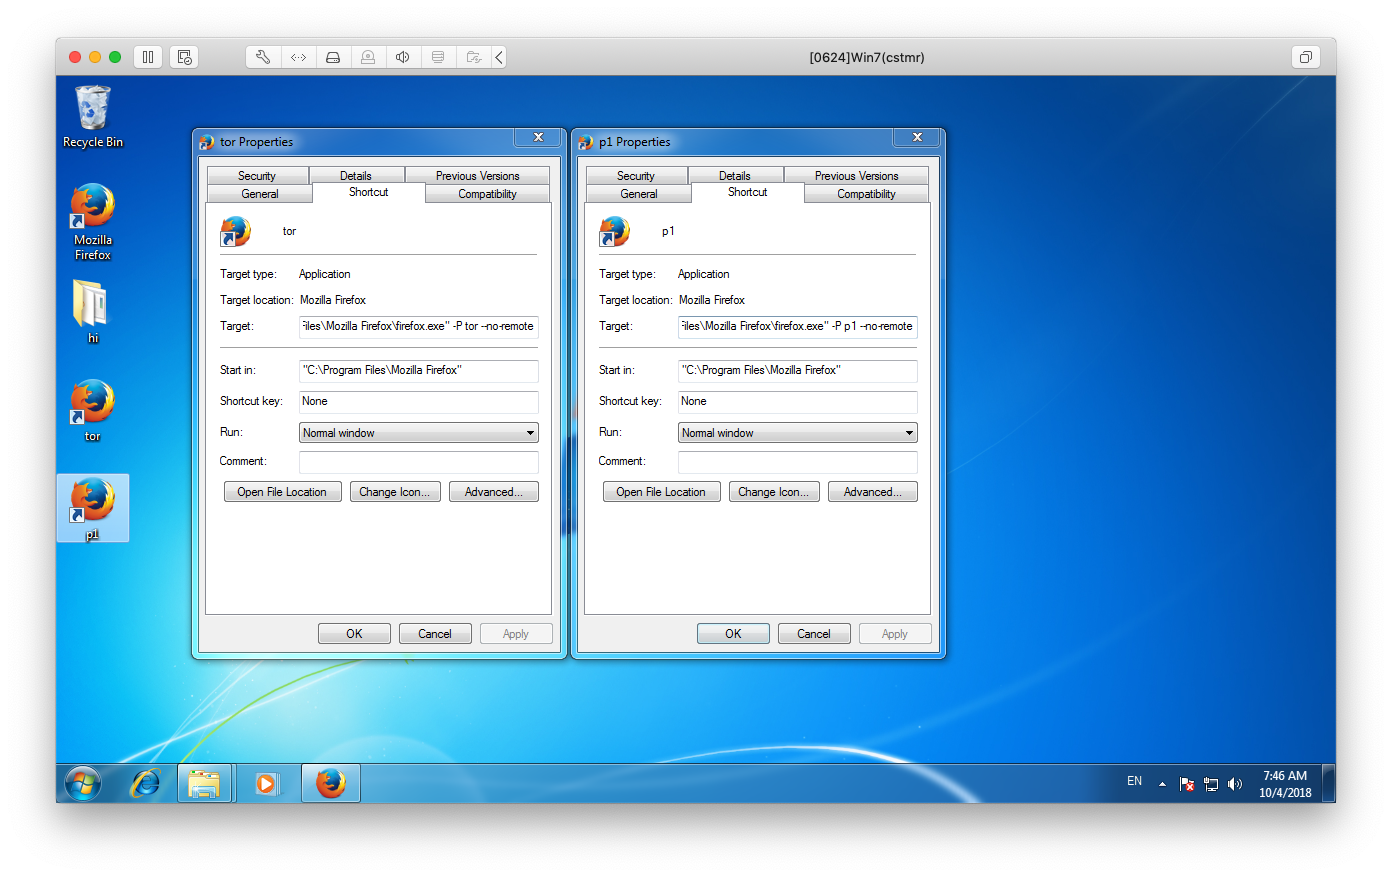 [0624]Win7(cstmr)
Recycle Bin
Mozilla
Firefox
hi
tor
p1
tor Properties
Security
Details
Previous Versions
General
Shortcut
Compatibility
tor
Target type:
Application
Target location:
Mozilla Firefox
Target:
Files\Mozilla Firefox\firefox.exe" -P tor --no-remote
Start in:
"C:\Program Files\Mozilla Firefox"
Shortcut key:
None
Run:
Normal window
Comment:
Open File Location
Change Icon...
Advanced...
OK
Cancel
Apply
p1 Properties
Security
Details
Previous Versions
General
Shortcut
Compatibility
p1
Target type:
Application
Target location:
Mozilla Firefox
Target:
Files\Mozilla Firefox\firefox.exe" -P p1 --no-remote
Start in:
"C:\Program Files\Mozilla Firefox"
Shortcut key:
None
Run:
Normal window
Comment:
Open File Location
Change Icon...
Advanced...
OK
Cancel
Apply
EN
7:46 AM
10/4/2018